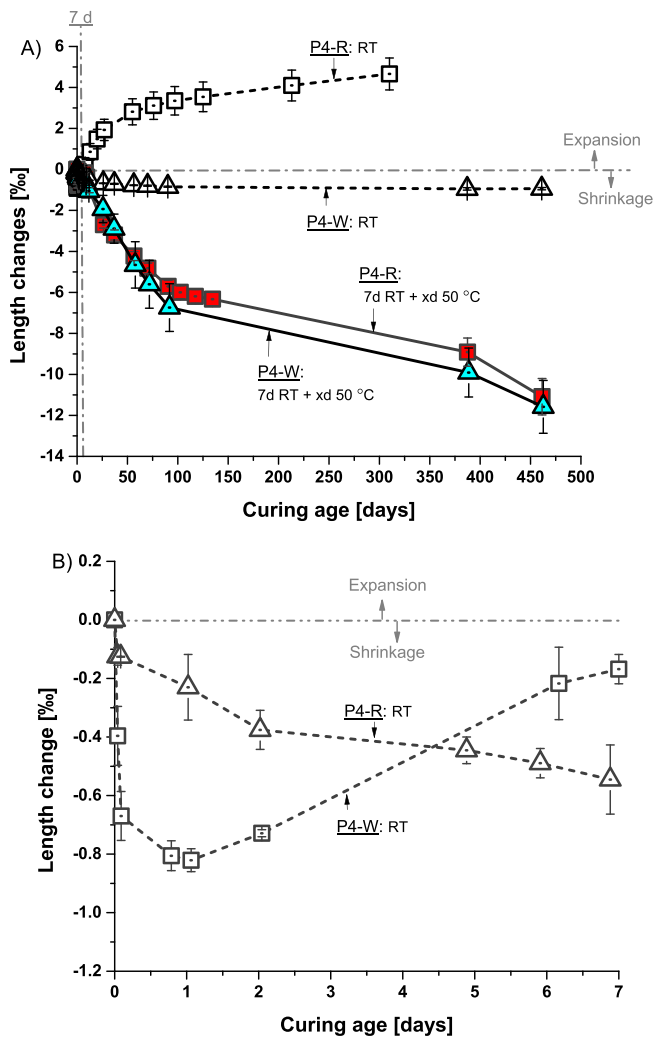 7 d
A)
6
4
2
0
-2
-4
-6
-8
-10
-12
-14
Length changes [‰]
P4-R: RT
Expansion
Shrinkage
P4-W: RT
P4-R:
7d RT + xd 50 °C
P4-W:
7d RT + xd 50 °C
0 50 100 150 200 250 300 350 400 450 500
Curing age [days]
B)
0.2
0.0
-0.2
-0.4
-0.6
-0.8
-1.0
-1.2
Length change [‰]
Expansion
Shrinkage
P4-R: RT
P4-W: RT
0 1 2 3 4 5 6 7
Curing age [days]